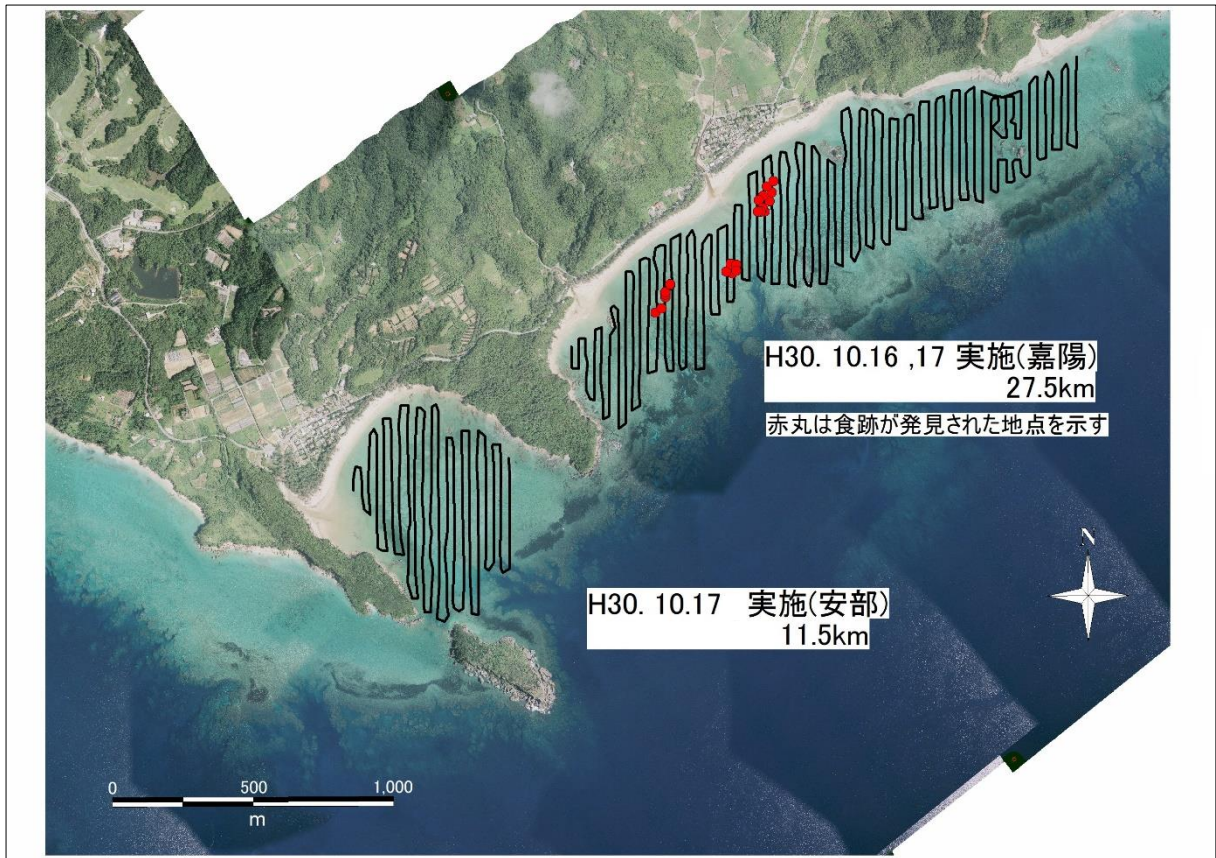 H30. 10.16 ,17 実施(嘉陽)
27.5km
赤丸は食跡が発見された地点を示す
N
H30. 10.17 実施(安部)
11.5km
0 500 1,000
m